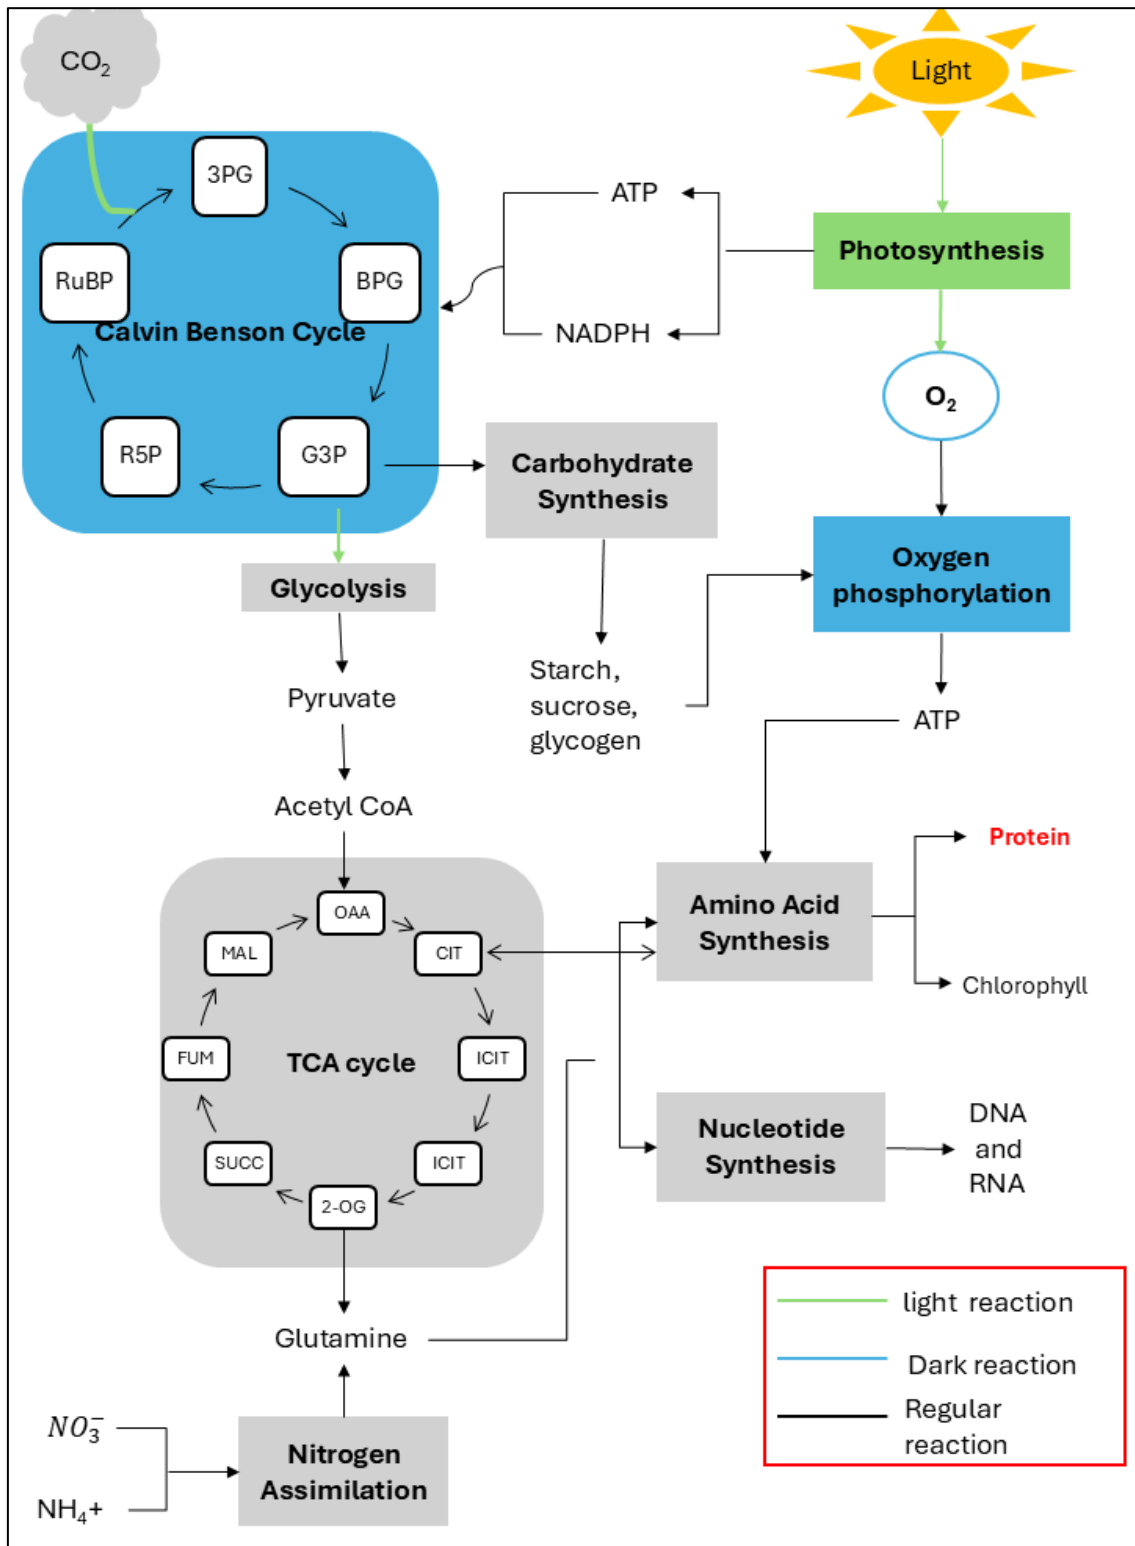 CO₂
Light
3PG
ATP
Photosynthesis
RuBP
BPG
Calvin Benson Cycle
NADPH
O₂
R5P
G3P
Carbohydrate
Synthesis
Oxygen
phosphorylation
Glycolysis
Pyruvate
Starch,
sucrose,
glycogen
ATP
Acetyl CoA
Protein
OAA
Amino Acid
Synthesis
MAL
CIT
Chlorophyll
FUM
TCA cycle
ICIT
Nucleotide
Synthesis
DNA
and
RNA
SUCC
ICIT
2-OG
light reaction
Glutamine
Dark reaction
Regular
reaction
NO₃⁻
Nitrogen
Assimilation
NH₄+